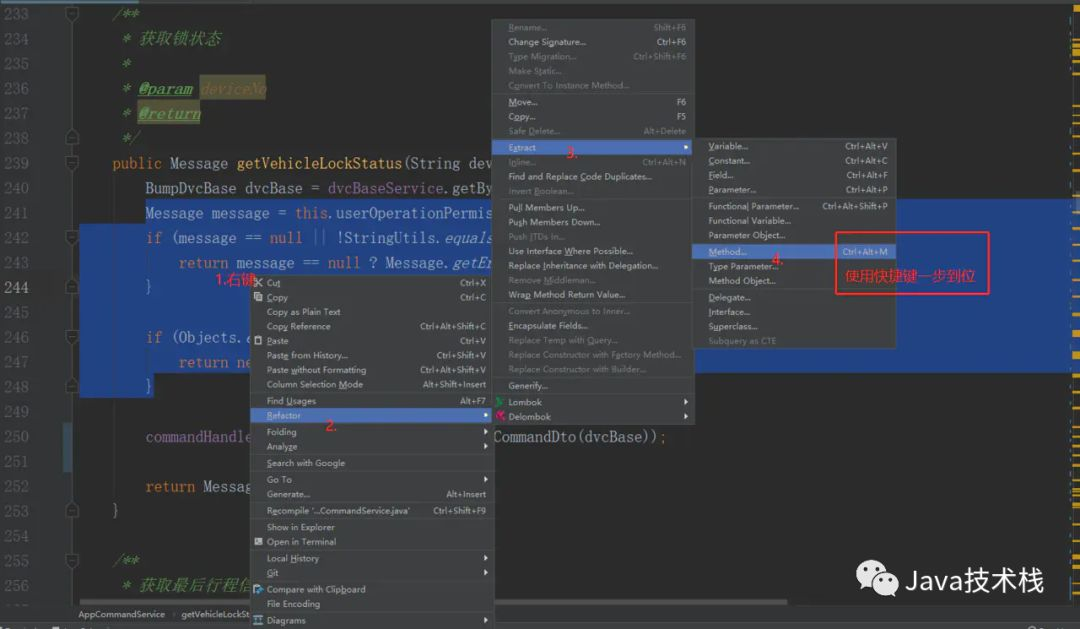 233 /**
234 * 获取锁状态
235 *
236 * @param deviceNo
237 * @return
238 */
239 public Message getVehicleLockStatus(String dev
240 BumpDvcBase dvcBase = dvcBaseService.getBy
241 Message message = this.userOperationPermis
242 if (message == null || !StringUtils.equals
243 return message == null ? Message.getEr
244 }
245
246 if (Objects.
247 return ne
248 }
249
250 commandHandle CommandDto(dvcBase));
251
252 return Messag
253 }
254
255 /**
256 * 获取最后行程信
1.右键
Cut Ctrl+X
Copy Ctrl+C
Copy as Plain Text
Copy Reference Ctrl+Alt+Shift+C
Paste Ctrl+V
Paste from History... Ctrl+Shift+V
Paste without Formatting Ctrl+Alt+Shift+V
Column Selection Mode Alt+Shift+Insert
Find Usages Alt+F7
Refactor
2.
Folding
Analyze
Search with Google
Go To
Generate... Alt+Insert
Recompile '...CommandService.java' Ctrl+Shift+F9
Show in Explorer
Open in Terminal
Local History
Git
Compare with Clipboard
File Encoding
Diagrams
Rename... Shift+F6
Change Signature... Ctrl+F6
Type Migration... Ctrl+Shift+F6
Make Static...
Convert To Instance Method...
Move... F6
Copy... F5
Safe Delete... Alt+Delete
Extract
3.
Inline... Ctrl+Alt+N
Find and Replace Code Duplicates...
Invert Boolean...
Pull Members Up...
Push Members Down...
Push ITDs In...
Use Interface Where Possible...
Replace Inheritance with Delegation...
Remove Middleman...
Wrap Method Return Value...
Convert Anonymous to Inner...
Encapsulate Fields...
Replace Temp with Query...
Replace Constructor with Factory Method...
Replace Constructor with Builder...
Generify...
Lombok
Delombok
Variable... Ctrl+Alt+V
Constant... Ctrl+Alt+C
Field... Ctrl+Alt+F
Parameter... Ctrl+Alt+P
Functional Parameter... Ctrl+Alt+Shift+P
Functional Variable...
Parameter Object...
Method... Ctrl+Alt+M
4.
使用快捷键一步到位
Type Parameter...
Method Object...
Delegate...
Interface...
Superclass...
Subquery as CTE
Java技术栈
AppCommandService > getVehicleLockSt